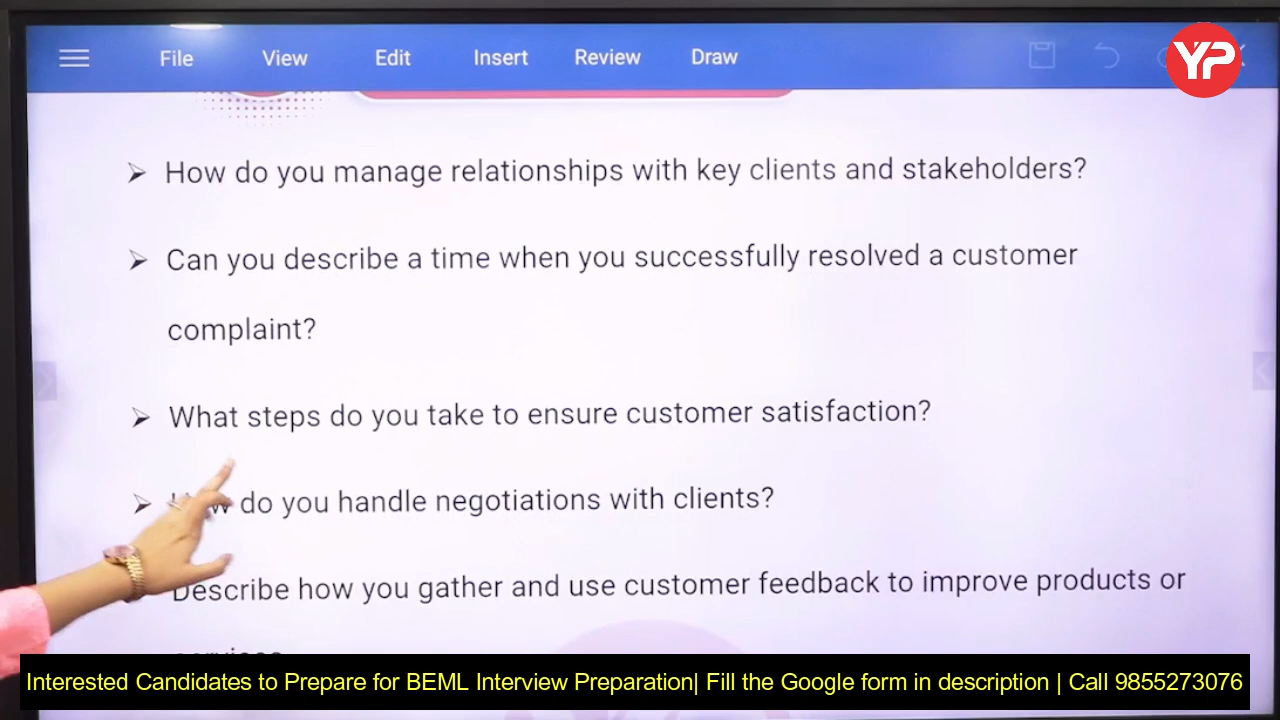 File View Edit Insert Review Draw
YP
How do you manage relationships with key clients and stakeholders?
Can you describe a time when you successfully resolved a customer
complaint?
What steps do you take to ensure customer satisfaction?
How do you handle negotiations with clients?
Describe how you gather and use customer feedback to improve products or
Interested Candidates to Prepare for BEML Interview Preparation| Fill the Google form in description | Call 9855273076